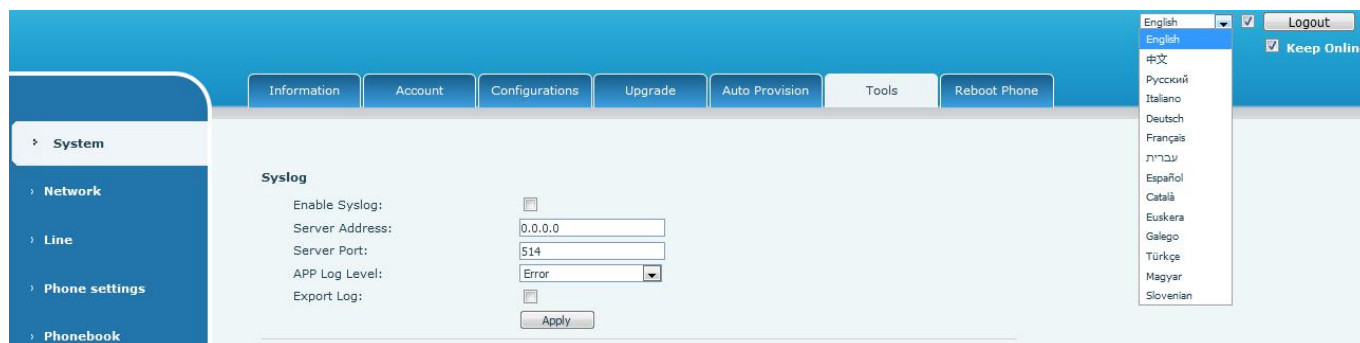 English
Logout
Keep Onlin
English
中文
Русский
Italiano
Deutsch
Français
עברית
Español
Català
Euskera
Galego
Türkçe
Magyar
Slovenian
Information Account Configurations Upgrade Auto Provision Tools Reboot Phone
System
Network
Line
Phone settings
Phonebook
Syslog
Enable Syslog:
Server Address: 0.0.0.0
Server Port: 514
APP Log Level: Error
Export Log:
Apply